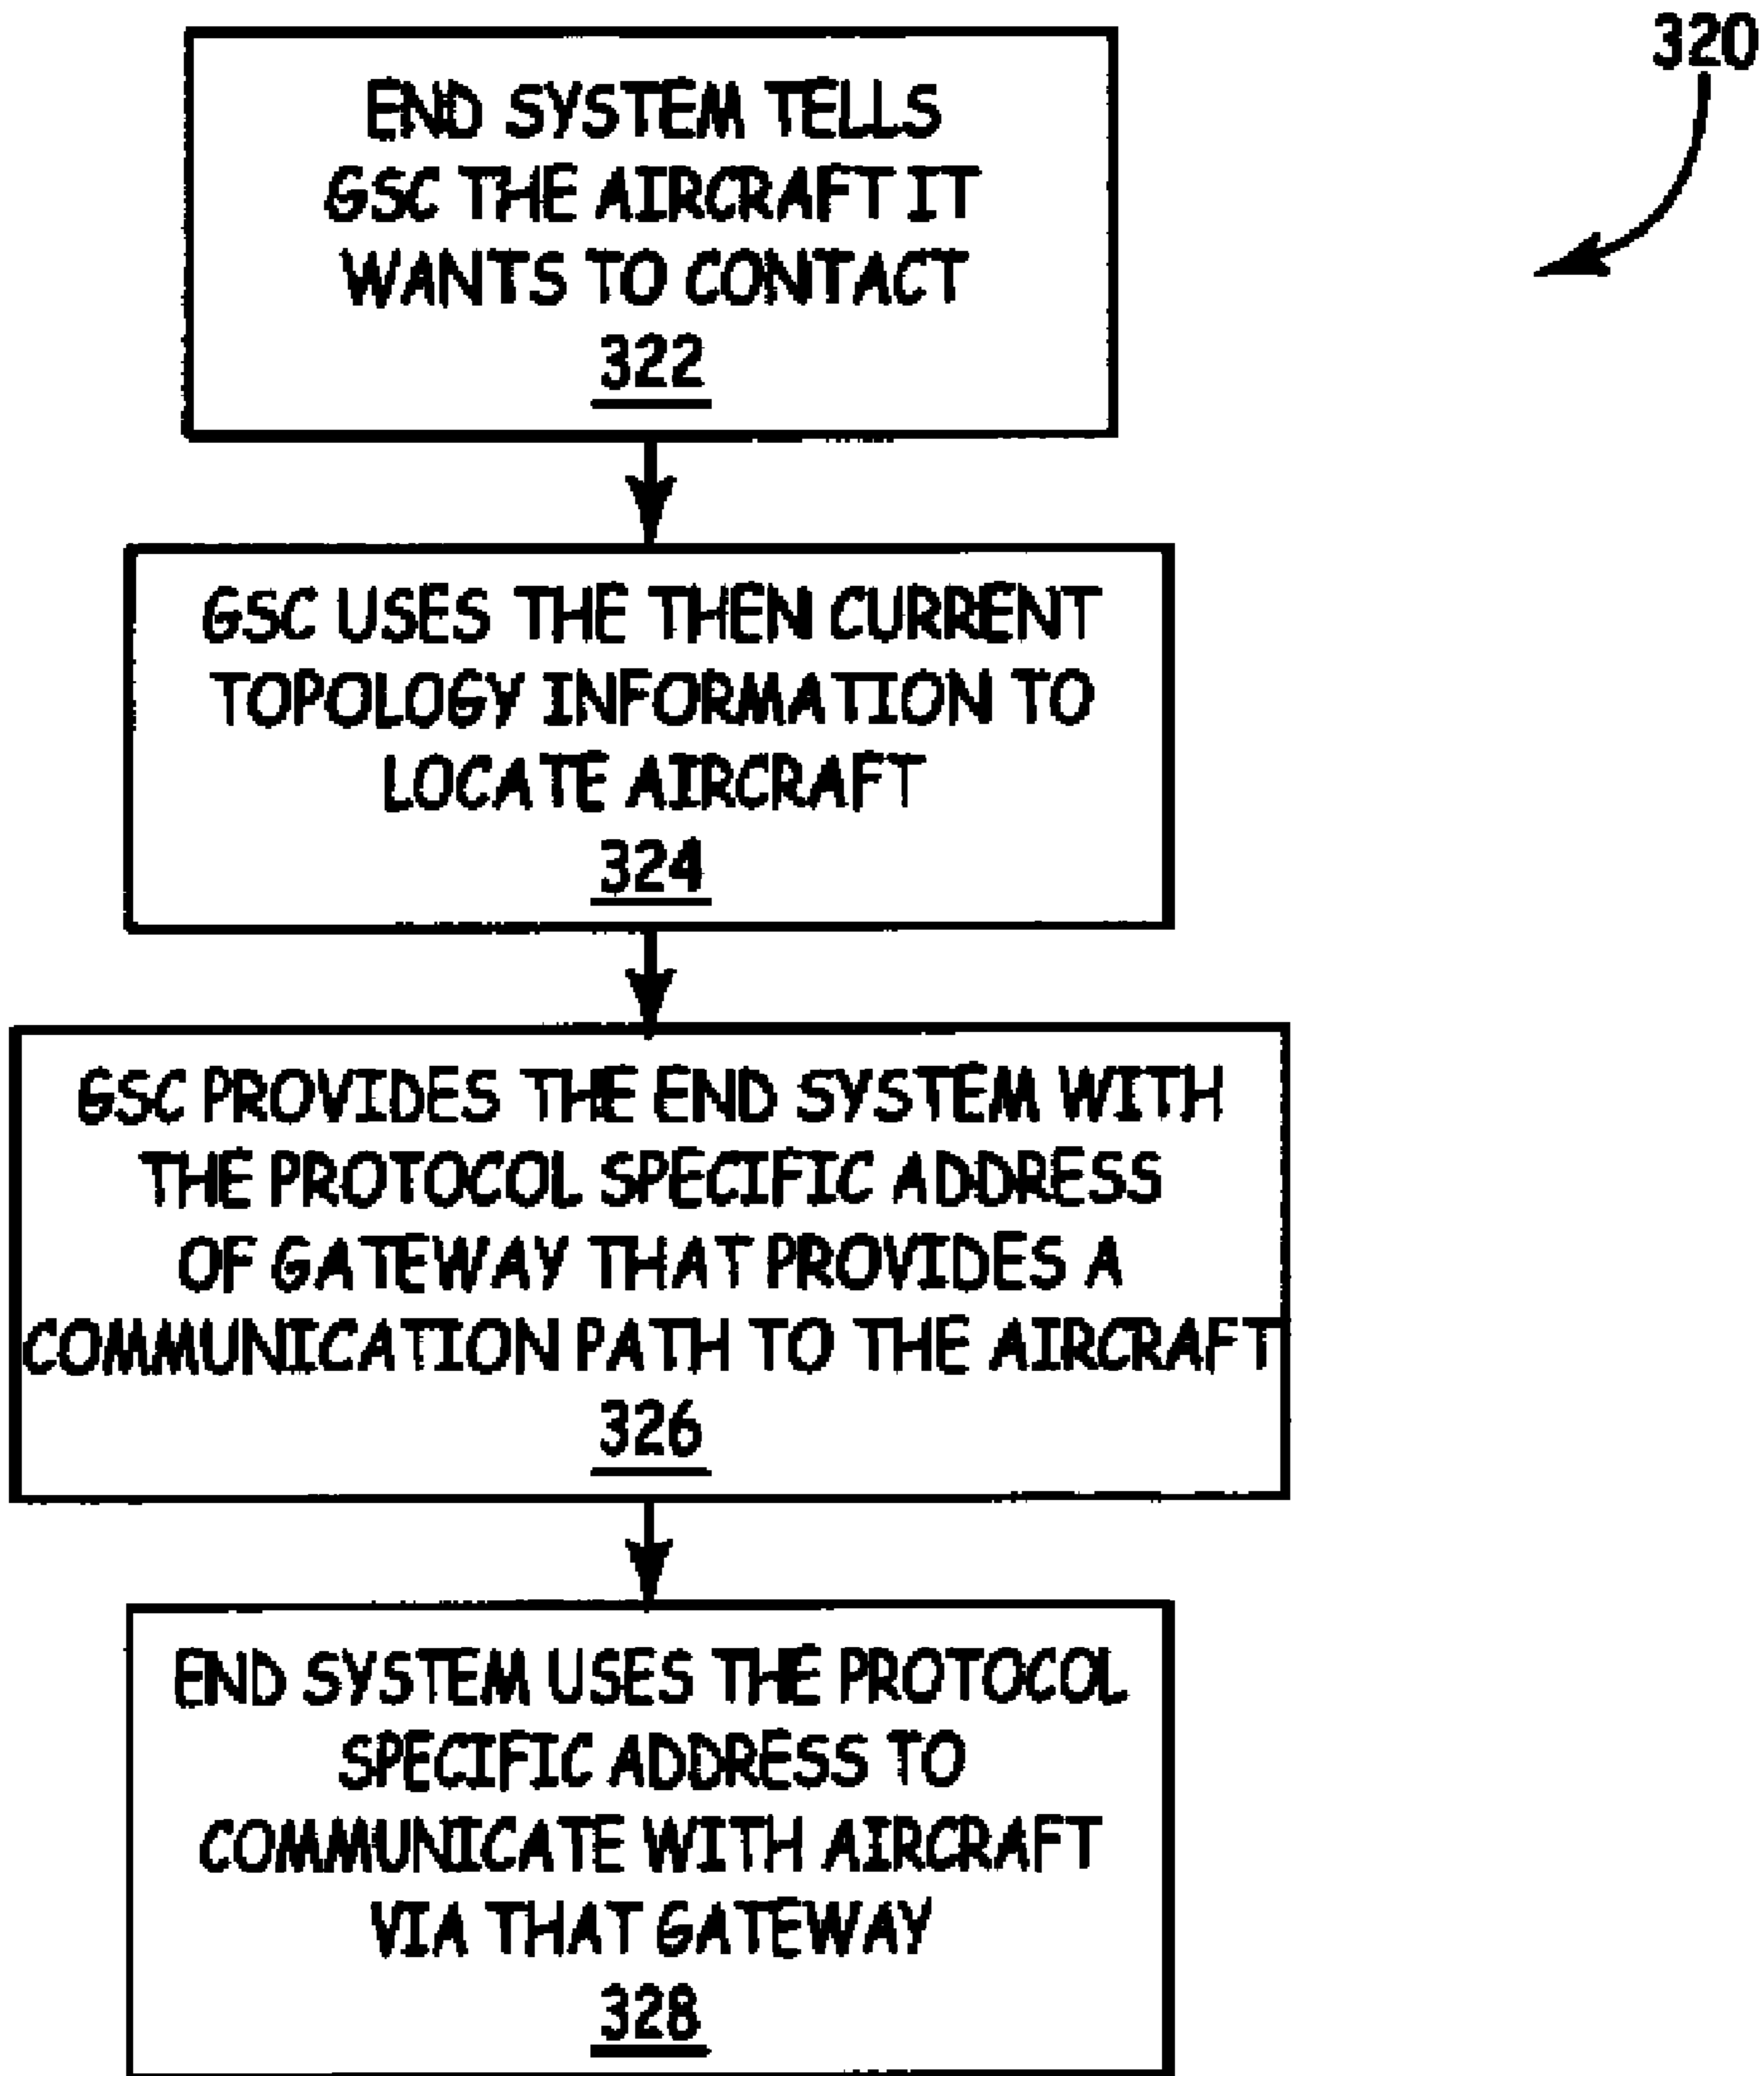 320
END SYSTEM TELLS
GSC THE AIRCRAFT IT
WANTS TO CONTACT
322
GSC USES THE THEN CURRENT
TOPOLOGY INFORMATION TO
LOCATE AIRCRAFT
324
GSC PROVIDES THE END SYSTEM WITH
THE PROTOCOL SPECIFIC ADDRESS
OF GATEWAY THAT PROVIDES A
COMMUNICATION PATH TO THE AIRCRAFT
326
END SYSTEM USES THE PROTOCOL
SPECIFIC ADDRESS TO
COMMUNICATE WITH AIRCRAFT
VIA THAT GATEWAY
328